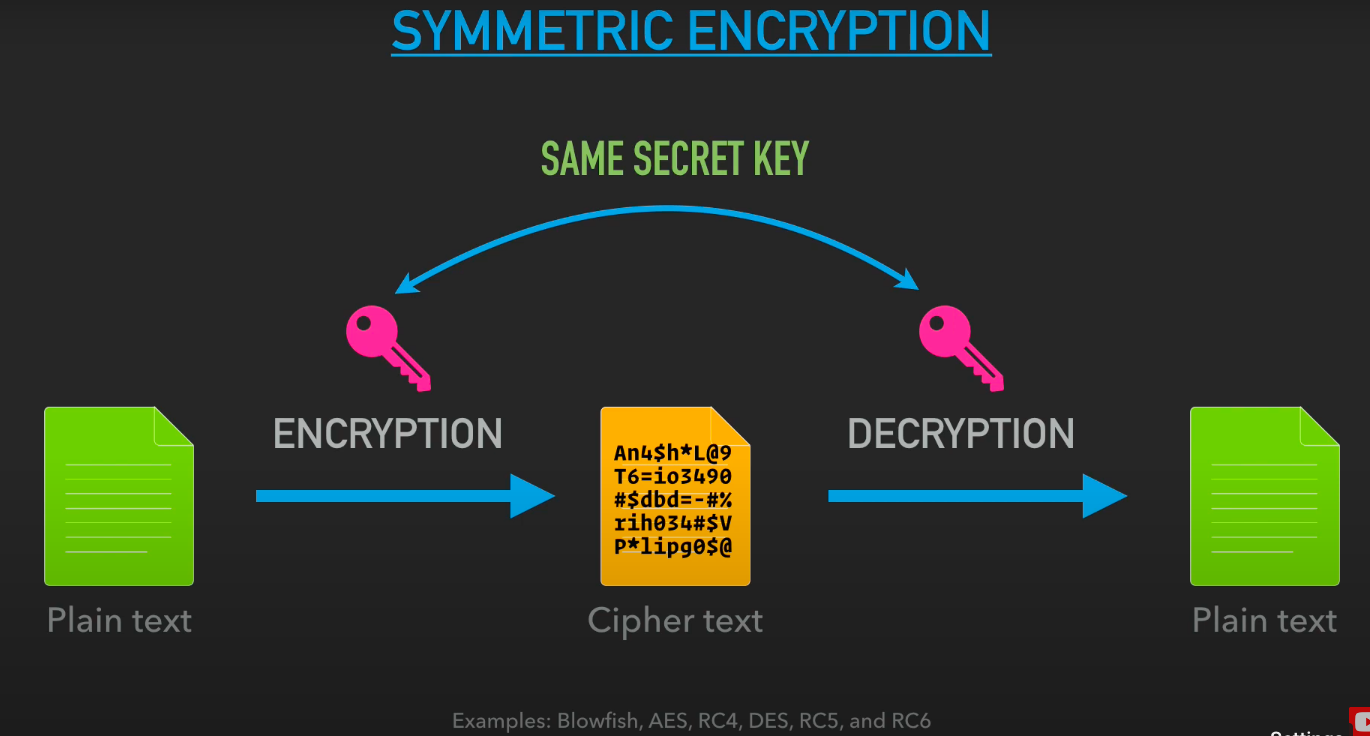 SYMMETRIC ENCRYPTION
SAME SECRET KEY
ENCRYPTION
DECRYPTION
An4$h*L@9
T6=io3490
#$dbd=-#%
rih034#$V
P*lipg0$@
Plain text
Cipher text
Plain text
Examples: Blowfish, AES, RC4, DES, RC5, and RC6
Settings